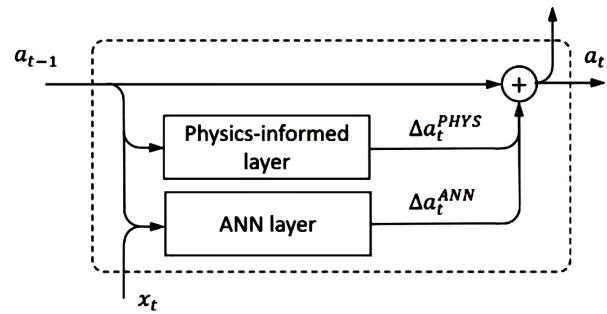 a_{t-1}
a_t
Physics-informed
layer
Δa_t^{PHYS}
+
ANN layer
Δa_t^{ANN}
x_t